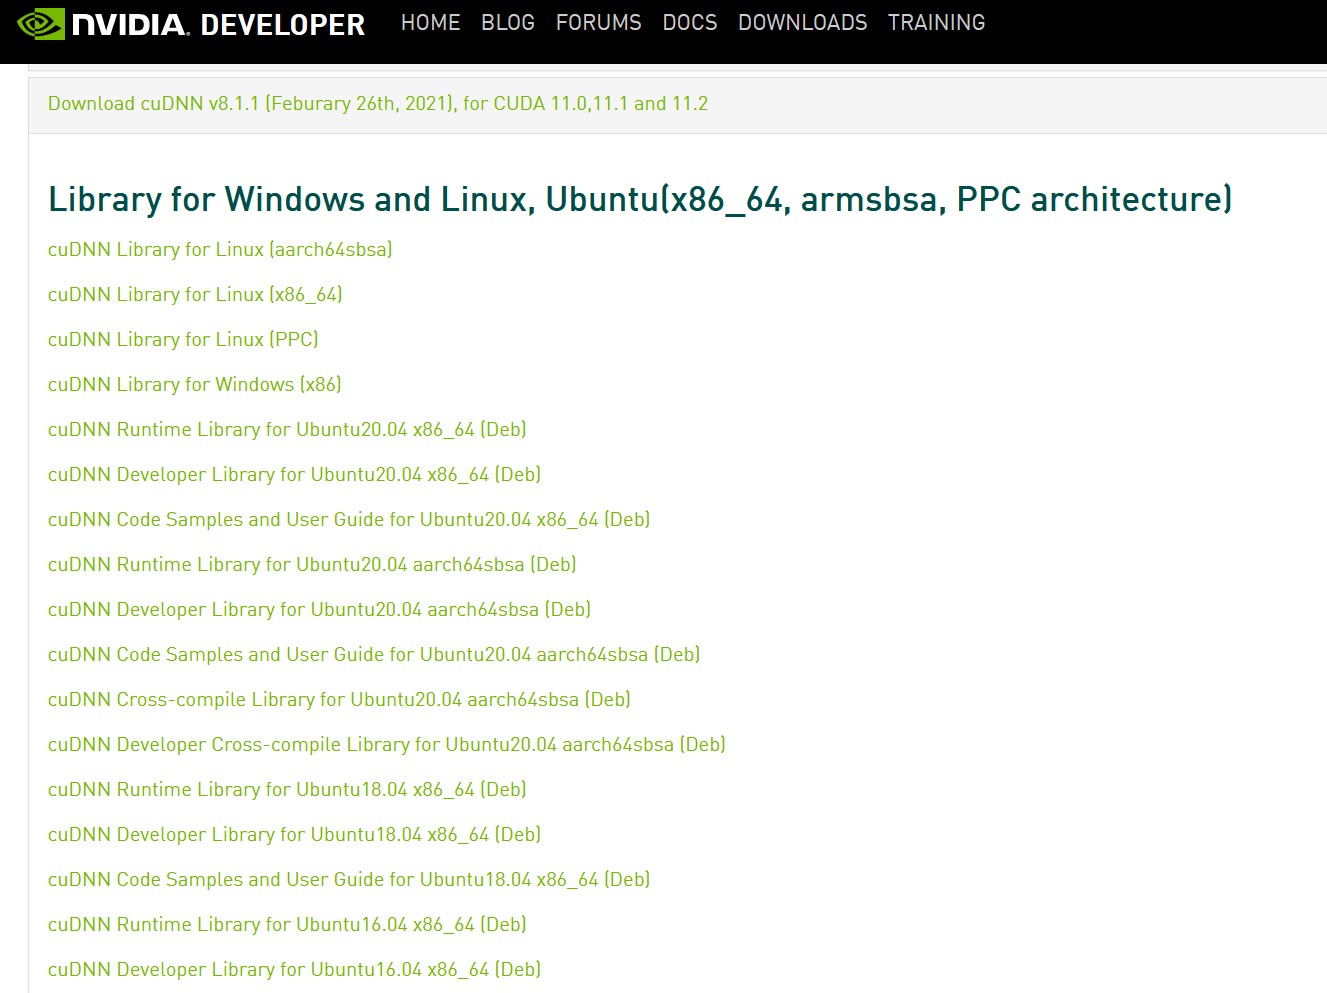 NVIDIA. DEVELOPER HOME BLOG FORUMS DOCS DOWNLOADS TRAINING
Download cuDNN v8.1.1 (Feburary 26th, 2021), for CUDA 11.0,11.1 and 11.2
Library for Windows and Linux, Ubuntu(x86_64, armsbsa, PPC architecture)
cuDNN Library for Linux (aarch64sbsa)
cuDNN Library for Linux (x86_64)
cuDNN Library for Linux (PPC)
cuDNN Library for Windows (x86)
cuDNN Runtime Library for Ubuntu20.04 x86_64 (Deb)
cuDNN Developer Library for Ubuntu20.04 x86_64 (Deb)
cuDNN Code Samples and User Guide for Ubuntu20.04 x86_64 (Deb)
cuDNN Runtime Library for Ubuntu20.04 aarch64sbsa (Deb)
cuDNN Developer Library for Ubuntu20.04 aarch64sbsa (Deb)
cuDNN Code Samples and User Guide for Ubuntu20.04 aarch64sbsa (Deb)
cuDNN Cross-compile Library for Ubuntu20.04 aarch64sbsa (Deb)
cuDNN Developer Cross-compile Library for Ubuntu20.04 aarch64sbsa (Deb)
cuDNN Runtime Library for Ubuntu18.04 x86_64 (Deb)
cuDNN Developer Library for Ubuntu18.04 x86_64 (Deb)
cuDNN Code Samples and User Guide for Ubuntu18.04 x86_64 (Deb)
cuDNN Runtime Library for Ubuntu16.04 x86_64 (Deb)
cuDNN Developer Library for Ubuntu16.04 x86_64 (Deb)